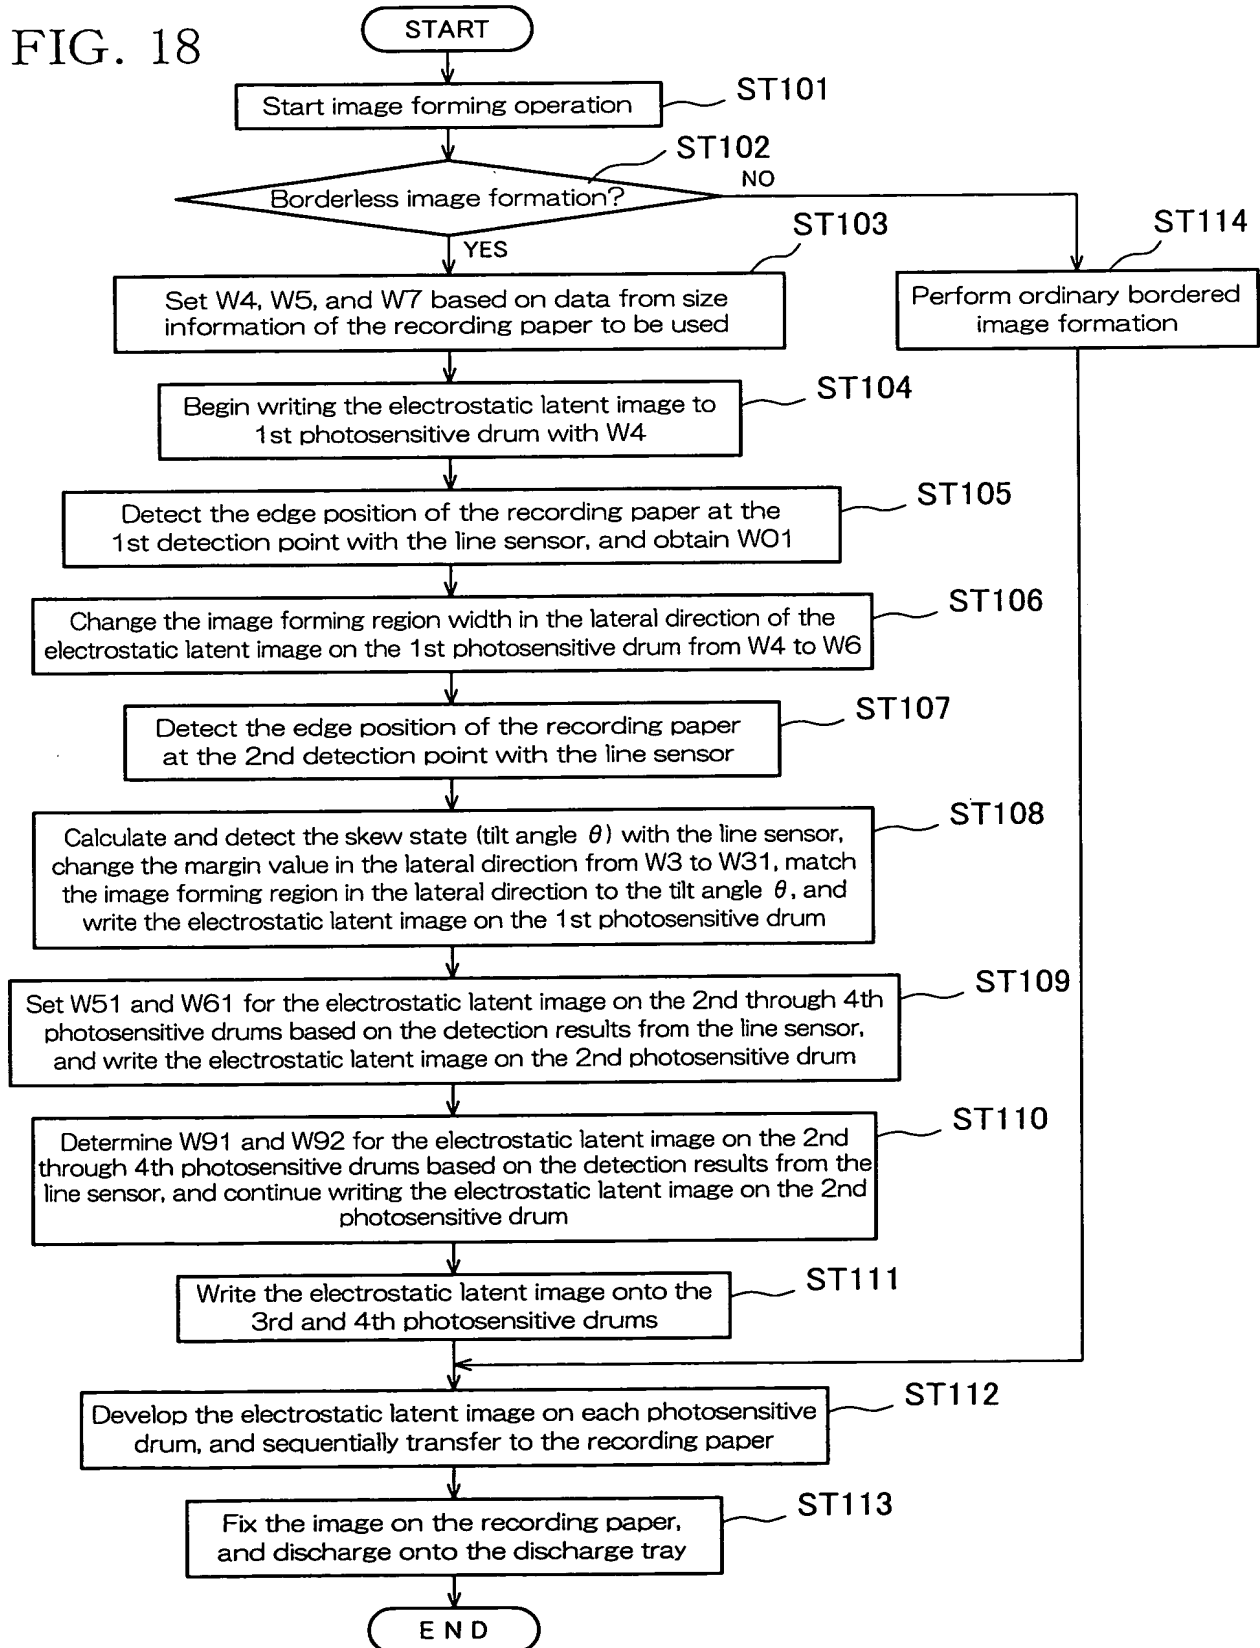 FIG. 18
START
Start image forming operation
ST101
Borderless image formation?
ST102
NO
YES
ST103
Set W4, W5, and W7 based on data from size
information of the recording paper to be used
ST114
Perform ordinary bordered
image formation
ST104
Begin writing the electrostatic latent image to
1st photosensitive drum with W4
ST105
Detect the edge position of the recording paper at the
1st detection point with the line sensor, and obtain W01
ST106
Change the image forming region width in the lateral direction of the
electrostatic latent image on the 1st photosensitive drum from W4 to W6
ST107
Detect the edge position of the recording paper
at the 2nd detection point with the line sensor
ST108
Calculate and detect the skew state (tilt angle θ) with the line sensor,
change the margin value in the lateral direction from W3 to W31, match
the image forming region in the lateral direction to the tilt angle θ, and
write the electrostatic latent image on the 1st photosensitive drum
ST109
Set W51 and W61 for the electrostatic latent image on the 2nd through 4th
photosensitive drums based on the detection results from the line sensor,
and write the electrostatic latent image on the 2nd photosensitive drum
ST110
Determine W91 and W92 for the electrostatic latent image on the 2nd
through 4th photosensitive drums based on the detection results from the
line sensor, and continue writing the electrostatic latent image on the 2nd
photosensitive drum
ST111
Write the electrostatic latent image onto the
3rd and 4th photosensitive drums
ST112
Develop the electrostatic latent image on each photosensitive
drum, and sequentially transfer to the recording paper
ST113
Fix the image on the recording paper,
and discharge onto the discharge tray
END